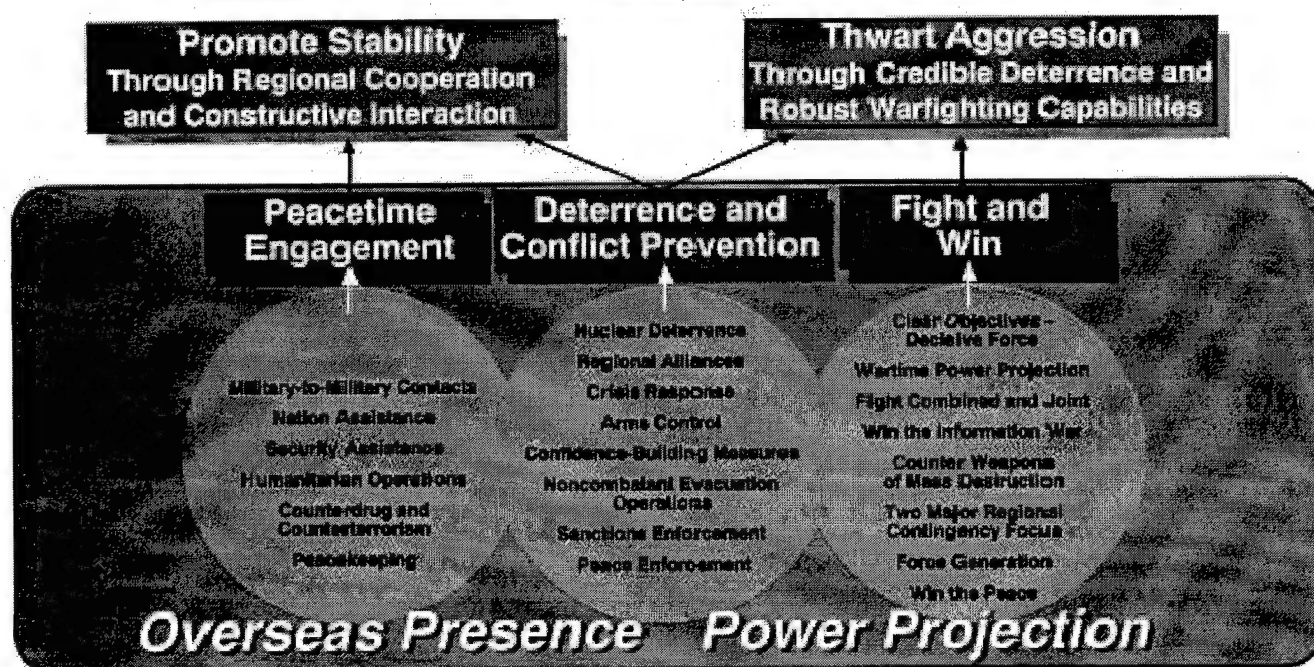 Promote Stability
Through Regional Cooperation
and Constructive Interaction
Thwart Aggression
Through Credible Deterrence and
Robust Warfighting Capabilities
Peacetime
Engagement
Deterrence and
Conflict Prevention
Fight and
Win
Military-to-Military Contacts
Nation Assistance
Security Assistance
Humanitarian Operations
Counterdrug and
Counterterrorism
Peacekeeping
Nuclear Deterrence
Regional Alliances
Crisis Response
Arms Control
Confidence-Building Measures
Noncombatant Evacuation
Operations
Sanctions Enforcement
Peace Enforcement
Clear Objectives –
Decisive Force
Wartime Power Projection
Fight Combined and Joint
Win the Information War
Counter Weapons
of Mass Destruction
Two Major Regional
Contingency Focus
Force Generation
Win the Peace
Overseas Presence Power Projection